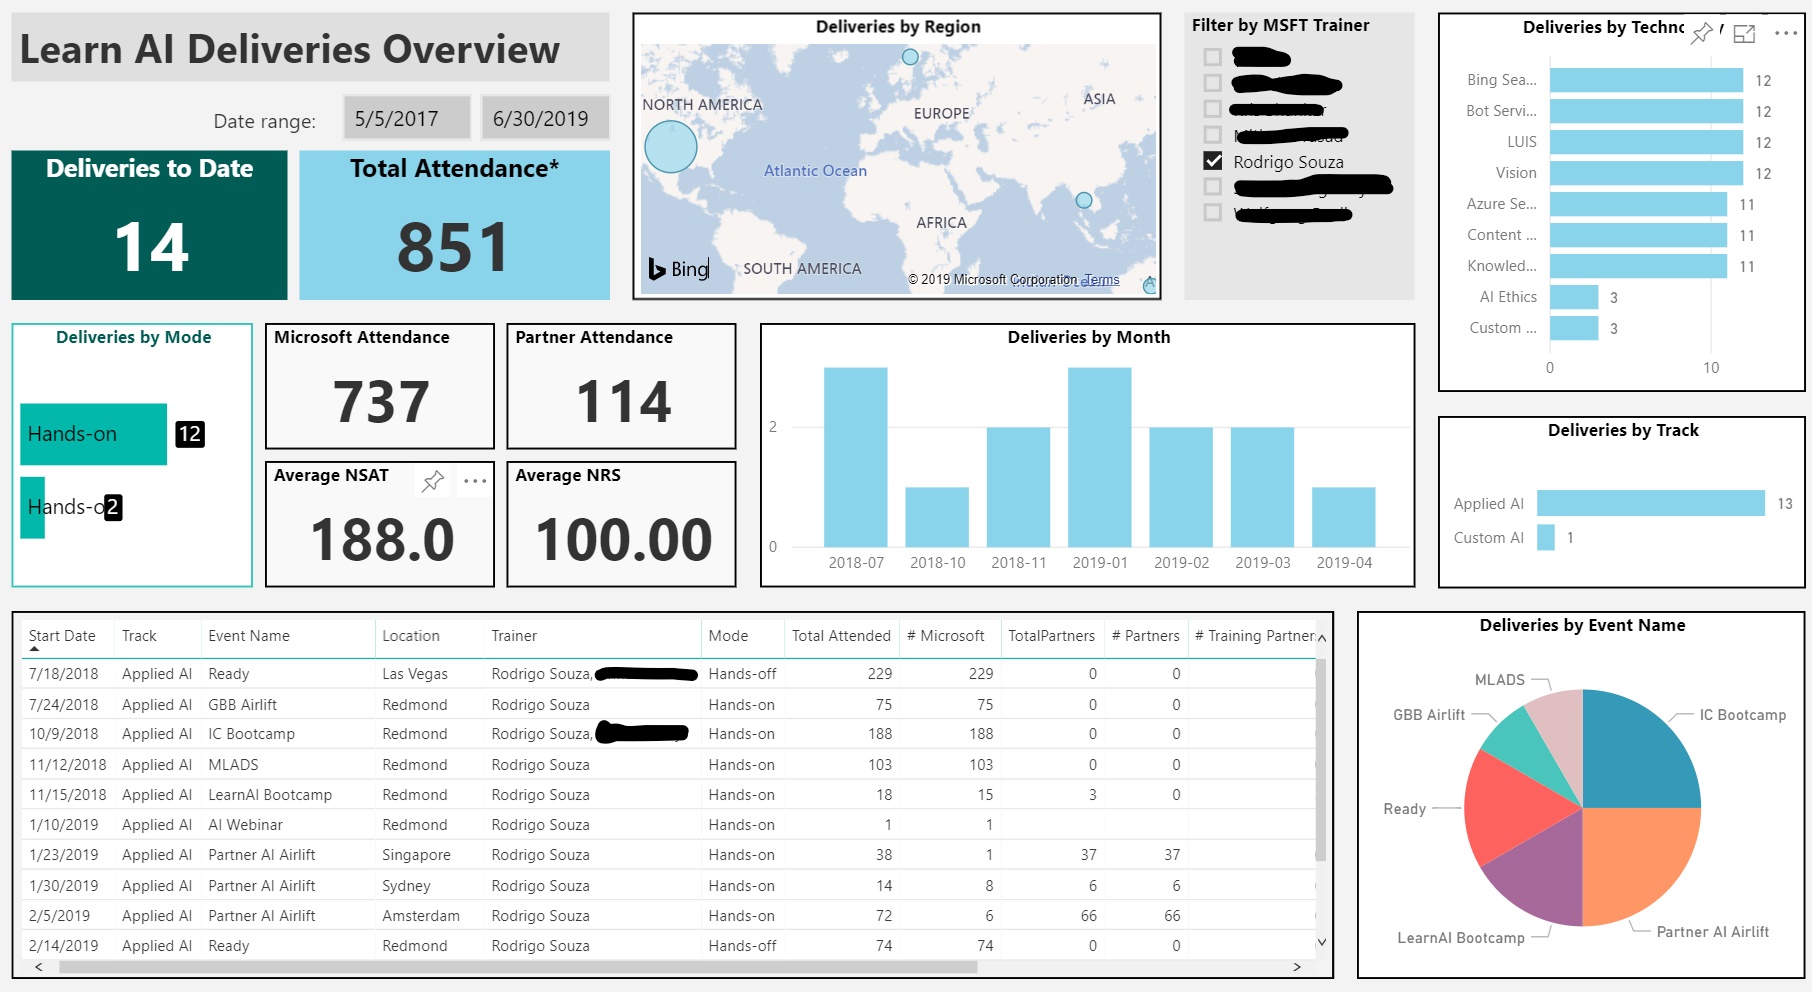 Learn AI Deliveries Overview
Date range: 5/5/2017 6/30/2019
Deliveries to Date
14
Total Attendance*
851
Deliveries by Region
NORTH AMERICA
EUROPE
ASIA
Atlantic Ocean
AFRICA
SOUTH AMERICA
Bing
© 2019 Microsoft Corporation Terms
Filter by MSFT Trainer
Rodrigo Souza
Deliveries by
Bing Sea... 12
Bot Servi... 12
LUIS 12
Vision 12
Azure Se... 11
Content ... 11
Knowled... 11
AI Ethics 3
Custom ... 3
0 10
Deliveries by Mode
Hands-on 12
Hands-o 2
Microsoft Attendance
737
Partner Attendance
114
Average NSAT
188.0
Average NRS
100.00
Deliveries by Month
2
0
2018-07 2018-10 2018-11 2019-01 2019-02 2019-03 2019-04
Deliveries by Track
Applied AI 13
Custom AI 1
Start Date Track Event Name Location Trainer Mode Total Attended # Microsoft TotalPartners # Partners # Training Partner
7/18/2018 Applied AI Ready Las Vegas Rodrigo Souza, Hands-off 229 229 0 0
7/24/2018 Applied AI GBB Airlift Redmond Rodrigo Souza Hands-on 75 75 0 0
10/9/2018 Applied AI IC Bootcamp Redmond Rodrigo Souza, Hands-on 188 188 0 0
11/12/2018 Applied AI MLADS Redmond Rodrigo Souza Hands-on 103 103 0 0
11/15/2018 Applied AI LearnAI Bootcamp Redmond Rodrigo Souza Hands-on 18 15 3 0
1/10/2019 Applied AI AI Webinar Redmond Rodrigo Souza Hands-on 1 1
1/23/2019 Applied AI Partner AI Airlift Singapore Rodrigo Souza Hands-on 38 1 37 37
1/30/2019 Applied AI Partner AI Airlift Sydney Rodrigo Souza Hands-on 14 8 6 6
2/5/2019 Applied AI Partner AI Airlift Amsterdam Rodrigo Souza Hands-on 72 6 66 66
2/14/2019 Applied AI Ready Redmond Rodrigo Souza Hands-off 74 74 0 0
Deliveries by Event Name
MLADS
GBB Airlift
IC Bootcamp
Ready
LearnAI Bootcamp
Partner AI Airlift